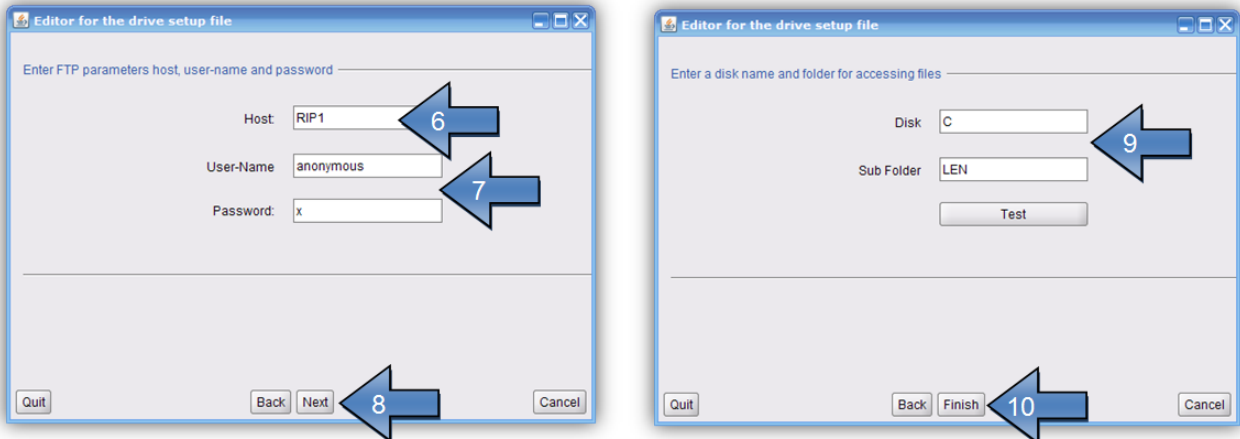 Editor for the drive setup file
Enter FTP parameters host, user-name and password
Host: RIP1
6
User-Name anonymous
7
Password: x
Quit Back Next 8 Cancel
Editor for the drive setup file
Enter a disk name and folder for accessing files
Disk C
9
Sub Folder LEN
Test
Quit Back Finish 10 Cancel